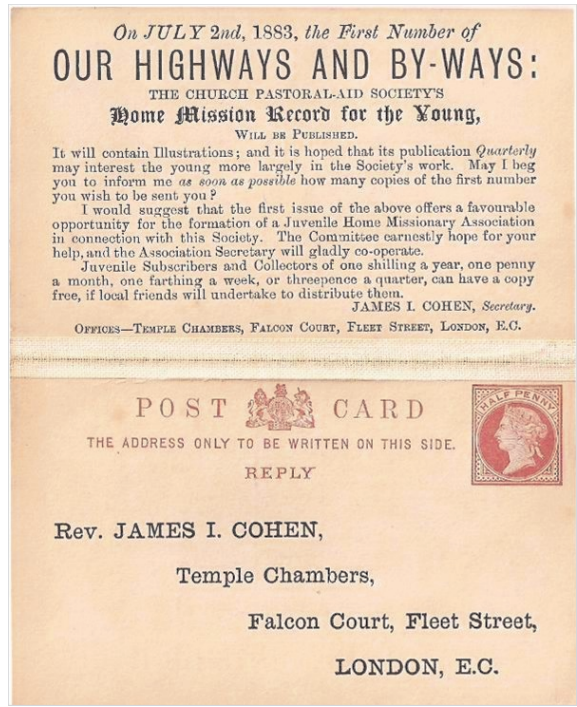 On JULY 2nd, 1883, the First Number of
OUR HIGHWAYS AND BY-WAYS:
THE CHURCH PASTORAL-AID SOCIETY'S
Home Mission Record for the Young,
WILL BE PUBLISHED.
It will contain Illustrations; and it is hoped that its publication Quarterly
may interest the young more largely in the Society's work. May I beg
you to inform me as soon as possible how many copies of the first number
you wish to be sent you?
I would suggest that the first issue of the above offers a favourable
opportunity for the formation of a Juvenile Home Missionary Association
in connection with this Society. The Committee earnestly hope for your
help, and the Association Secretary will gladly co-operate.
Juvenile Subscribers and Collectors of one shilling a year, one penny
a month, one farthing a week, or threepence a quarter, can have a copy
free, if local friends will undertake to distribute them.
JAMES I. COHEN, Secretary.
OFFICES—TEMPLE CHAMBERS, FALCON COURT, FLEET STREET, LONDON, E.C.
POST CARD
HALF PENNY
THE ADDRESS ONLY TO BE WRITTEN ON THIS SIDE.
REPLY
Rev. JAMES I. COHEN,
Temple Chambers,
Falcon Court, Fleet Street,
LONDON, E.C.